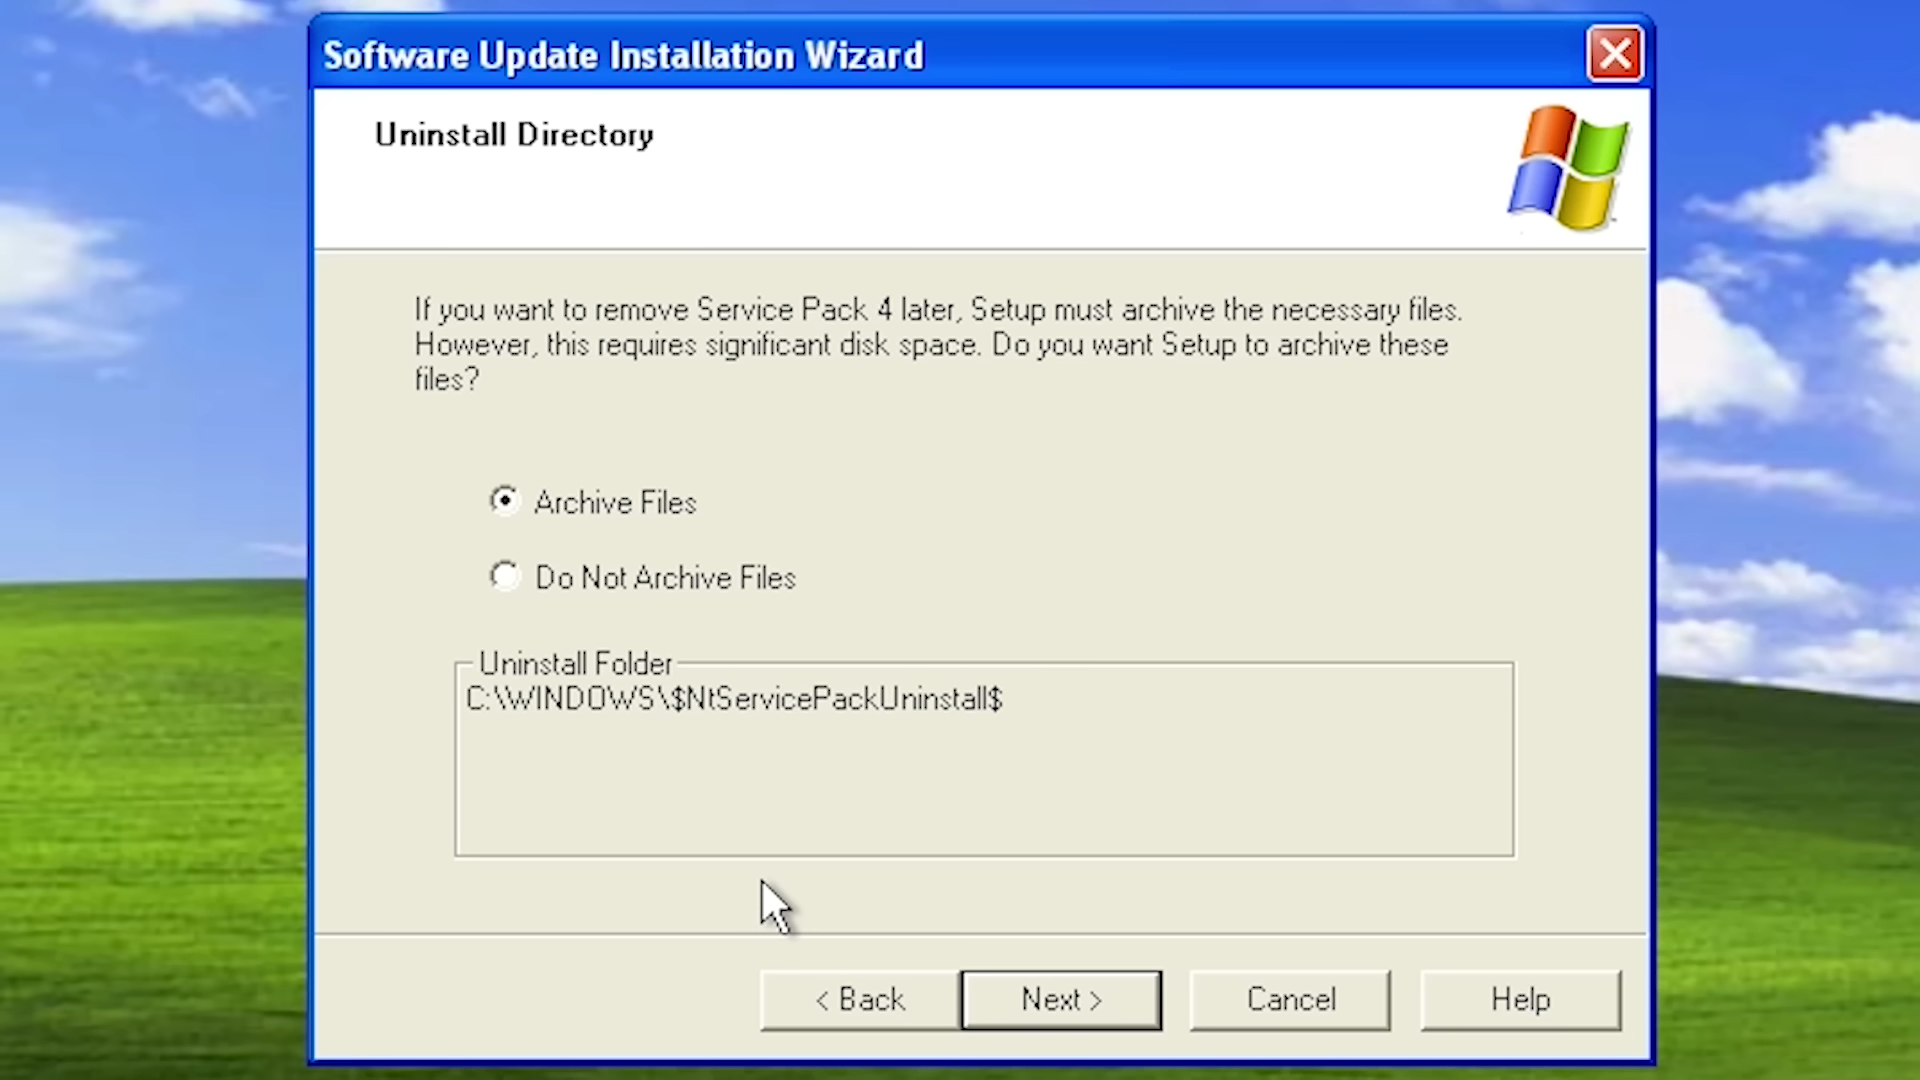 Software Update Installation Wizard
Uninstall Directory
If you want to remove Service Pack 4 later, Setup must archive the necessary files.
However, this requires significant disk space. Do you want Setup to archive these
files?
Archive Files
Do Not Archive Files
Uninstall Folder
C:\WINDOWS\$NtServicePackUninstall$
< Back
Next >
Cancel
Help